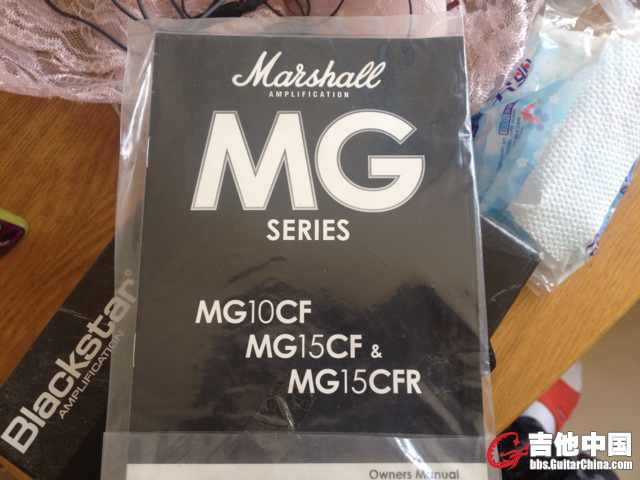 Marshall
AMPLIFICATION
MG
SERIES
MG10CF
MG15CF &
MG15CFR
Owners Manual
Blackstar®
AMPLIFICATION
吉他中国
bbs.GuitarChina.com